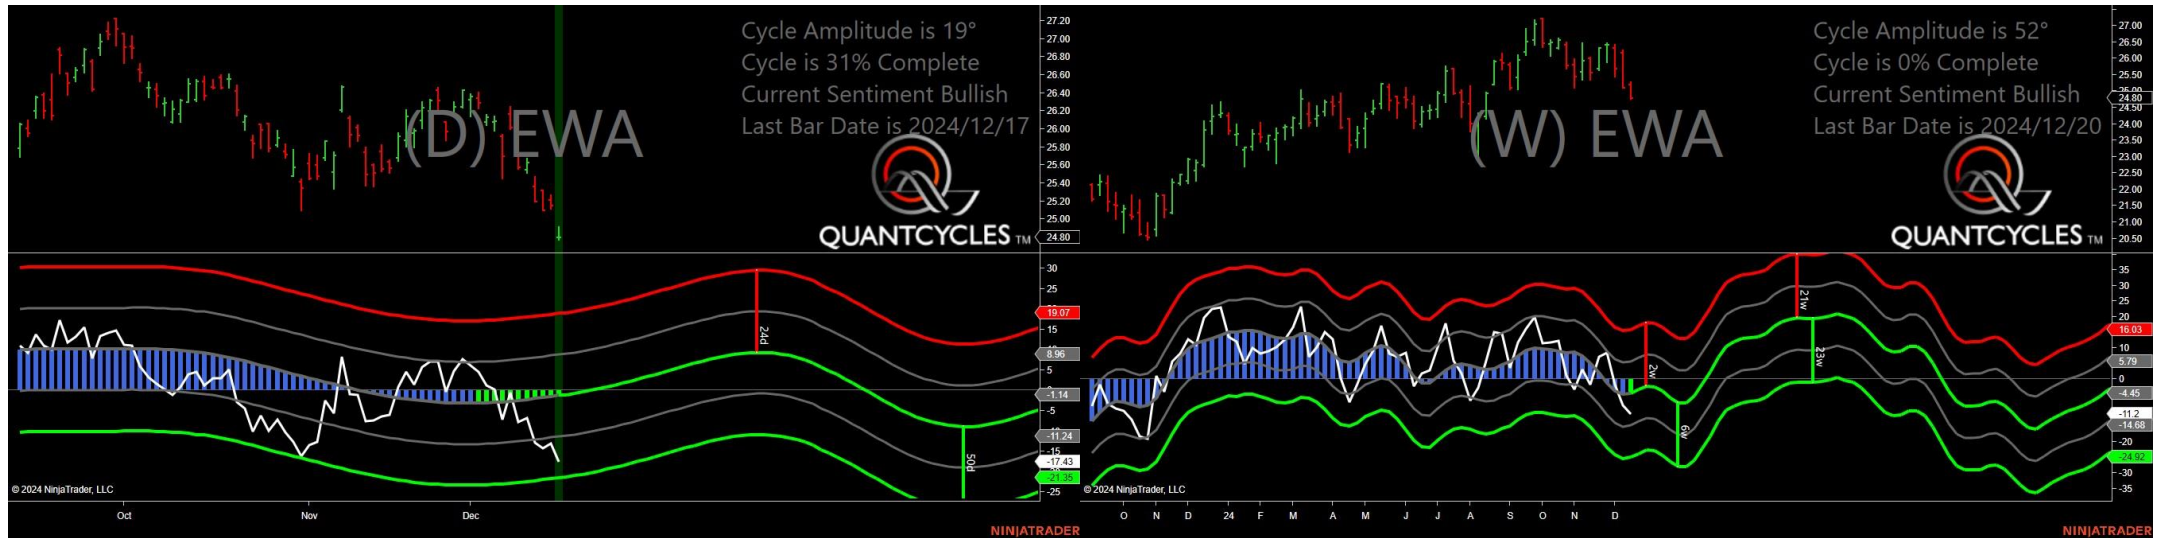 Cycle Amplitude is 19°
Cycle is 31% Complete
Current Sentiment Bullish
Last Bar Date is 2024/12/17
(D) EWA
QUANTCYCLES TM
27.20
27.00
26.80
26.60
26.40
26.20
26.00
25.80
25.60
25.40
25.20
25.00
24.80
30
25
19.07
15
8.96
5
-1.14
-5
-11.24
-15
-17.43
-21.35
-25
24d
50d
© 2024 NinjaTrader, LLC
Oct
Nov
Dec
NINJATRADER
Cycle Amplitude is 52°
Cycle is 0% Complete
Current Sentiment Bullish
Last Bar Date is 2024/12/20
(W) EWA
QUANTCYCLES TM
27.00
26.50
26.00
25.50
24.80
24.50
24.00
23.50
23.00
22.50
22.00
21.50
21.00
20.50
35
30
25
20
16.03
10
5.79
0
-4.45
-11.2
-14.68
-20
-24.92
-30
-35
2w
6w
21w
23w
© 2024 NinjaTrader, LLC
O N D 24 F M A M J J A S O N D
NINJATRADER